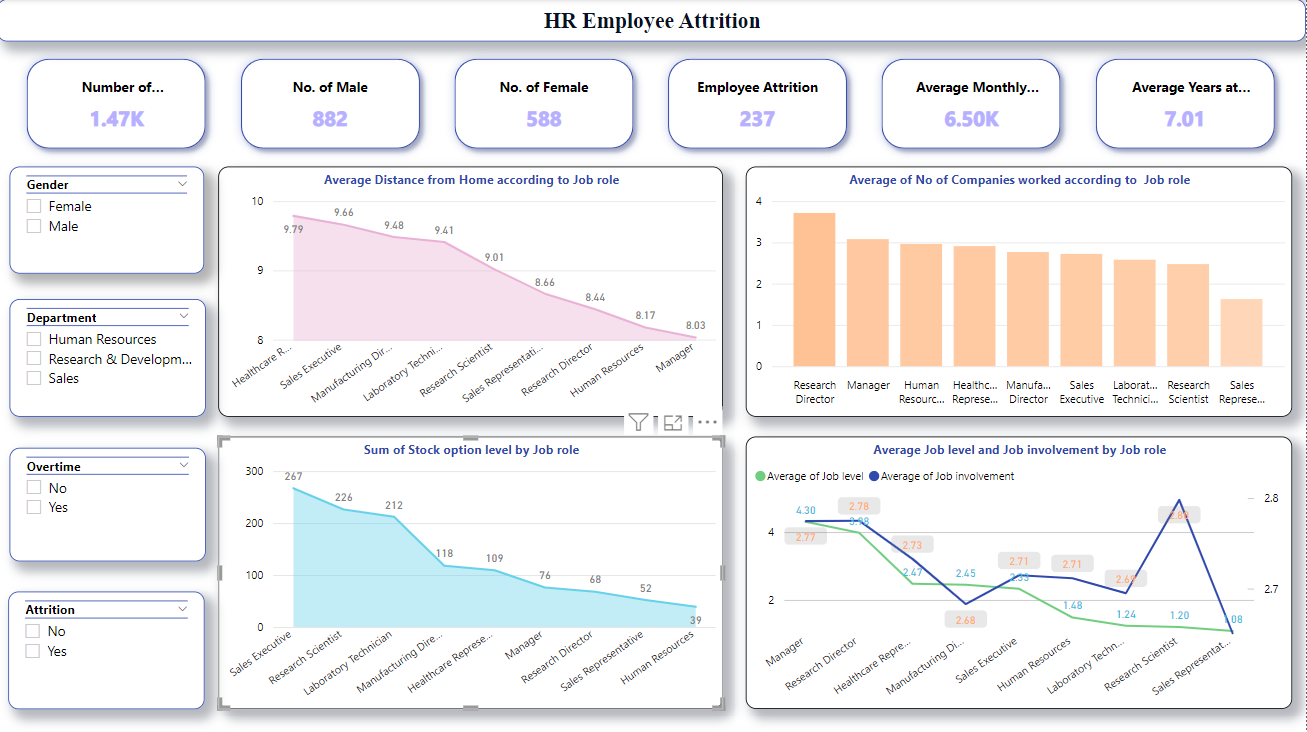 HR Employee Attrition
Number of...
1.47K
No. of Male
882
No. of Female
588
Employee Attrition
237
Average Monthly...
6.50K
Average Years at...
7.01
Gender
Female
Male
Department
Human Resources
Research & Developm...
Sales
Overtime
No
Yes
Attrition
No
Yes
Average Distance from Home according to Job role
10
9
8
9.79
9.66
9.48
9.41
9.01
8.66
8.44
8.17
8.03
Healthcare R...
Sales Executive
Manufacturing Dir...
Laboratory Techni...
Research Scientist
Sales Representati...
Research Director
Human Resources
Manager
Average of No of Companies worked according to Job role
4
3
2
1
0
Research
Director
Manager
Human
Resourc...
Healthc...
Represe...
Manufa...
Director
Sales
Executive
Laborat...
Technici...
Research
Scientist
Sales
Represe...
Sum of Stock option level by Job role
300
200
100
0
267
226
212
118
109
76
68
52
39
Sales Executive
Research Scientist
Laboratory Technician
Manufacturing Dire...
Healthcare Represe...
Manager
Research Director
Sales Representative
Human Resources
Average Job level and Job involvement by Job role
Average of Job level
Average of Job involvement
4
2
2.8
2.7
4.30
3.98
2.47
2.45
1.48
1.24
1.20
2.77
2.78
2.73
2.68
2.71
2.71
Manager
Research Director
Healthcare Repre...
Manufacturing Di...
Sales Executive
Human Resources
Laboratory Techn...
Research Scientist
Sales Representat...